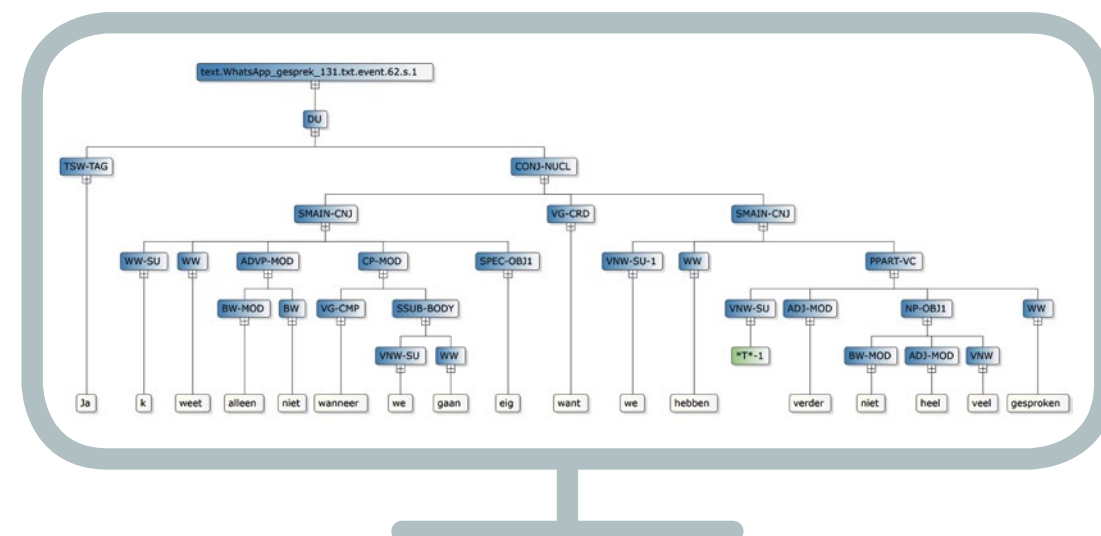 text.WhatsApp_gesprek_131.txt.event.62.s.1
DU
TSW-TAG CONJ-NUCL
SMAIN-CNJ VG-CRD SMAIN-CNJ
WW-SU WW ADVP-MOD CP-MOD SPEC-OBJ1 VNW-SU-1 WW PPART-VC
BW-MOD BW VG-CMP SSUB-BODY VNW-SU ADJ-MOD NP-OBJ1 WW
VNW-SU WW *T*-1 BW-MOD ADJ-MOD VNW
Ja k weet alleen niet wanneer we gaan eig want we hebben verder niet heel veel gesproken